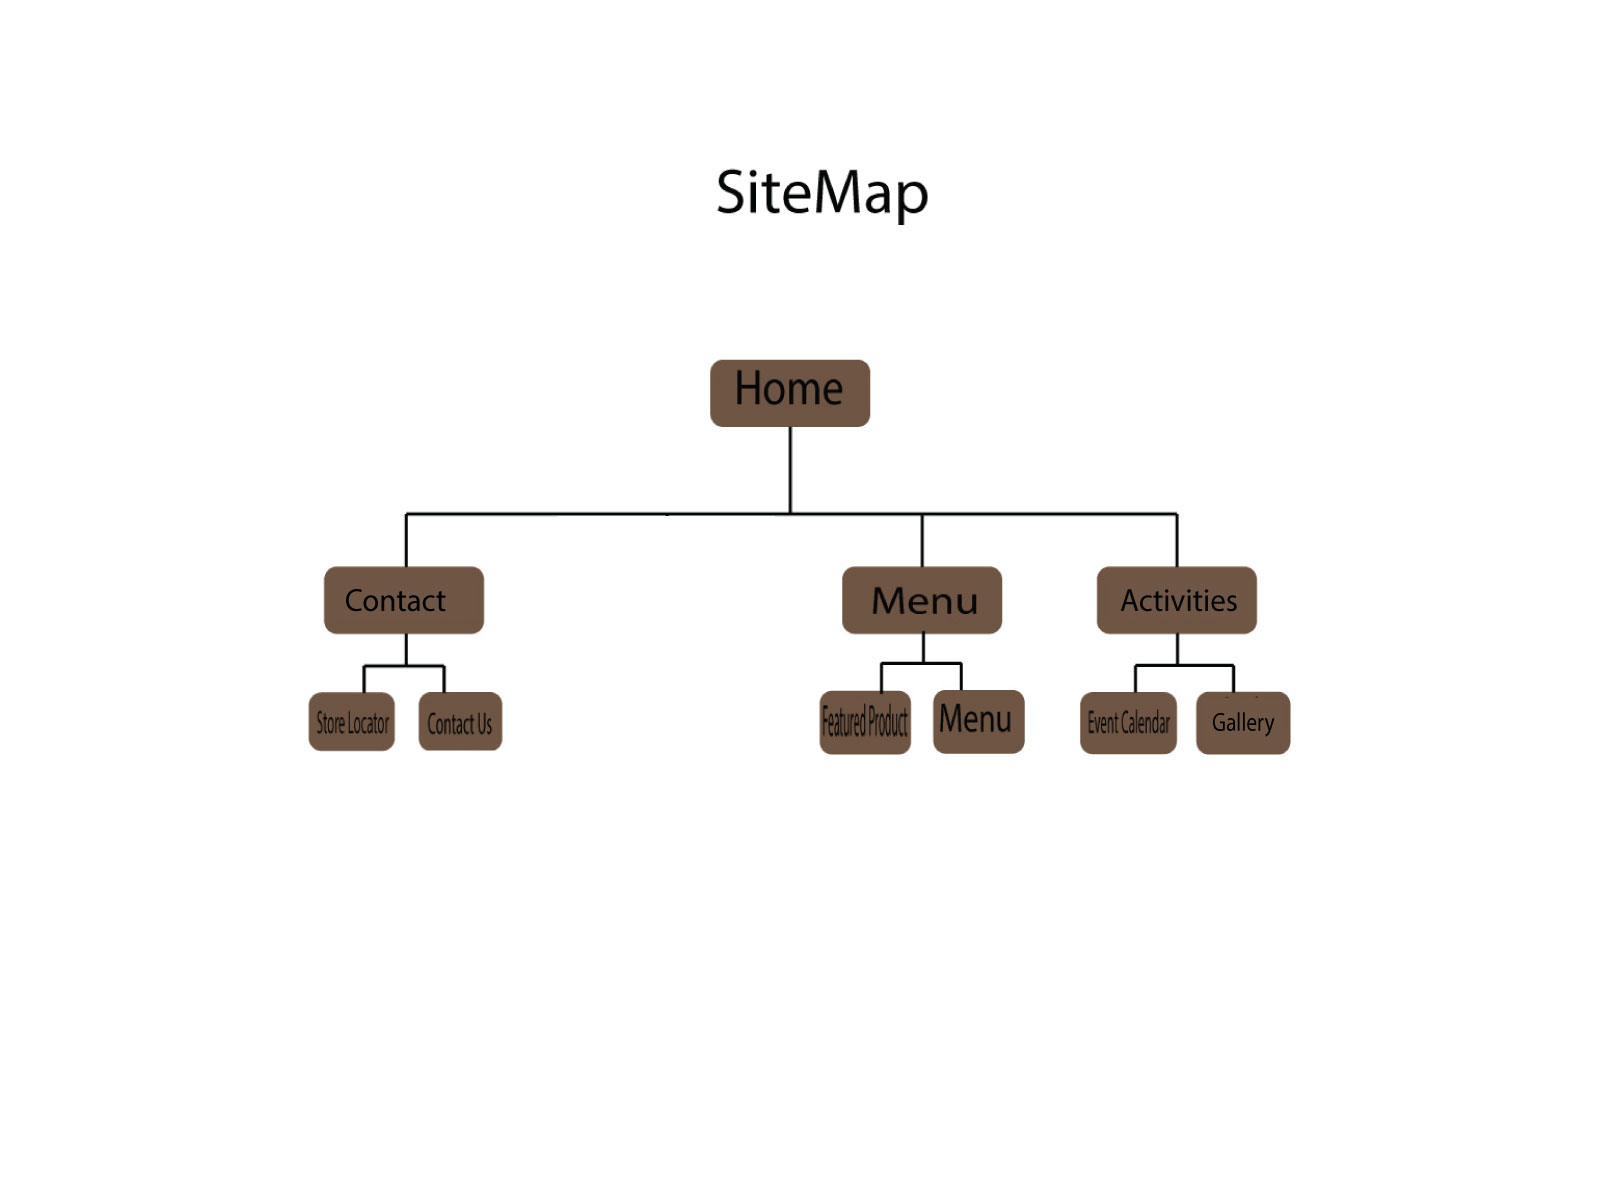 SiteMap
Home
Contact
Menu
Activities
Store Locator
Contact Us
Featured Product
Menu
Event Calendar
Gallery